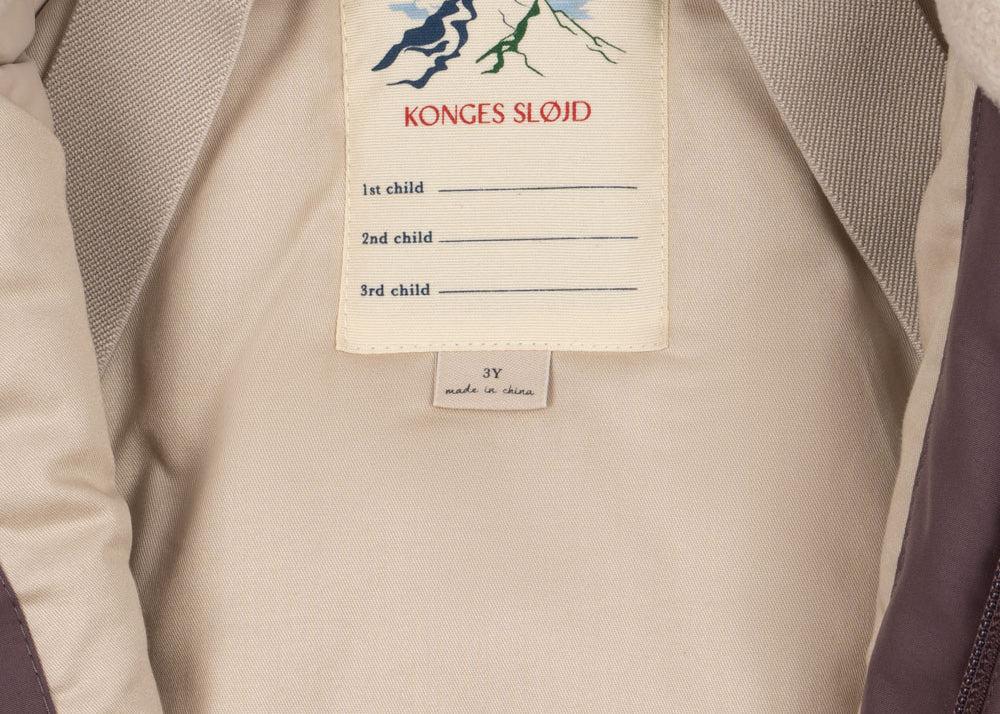 KONGES SLØJD
1st child
2nd child
3rd child
3Y
made in china